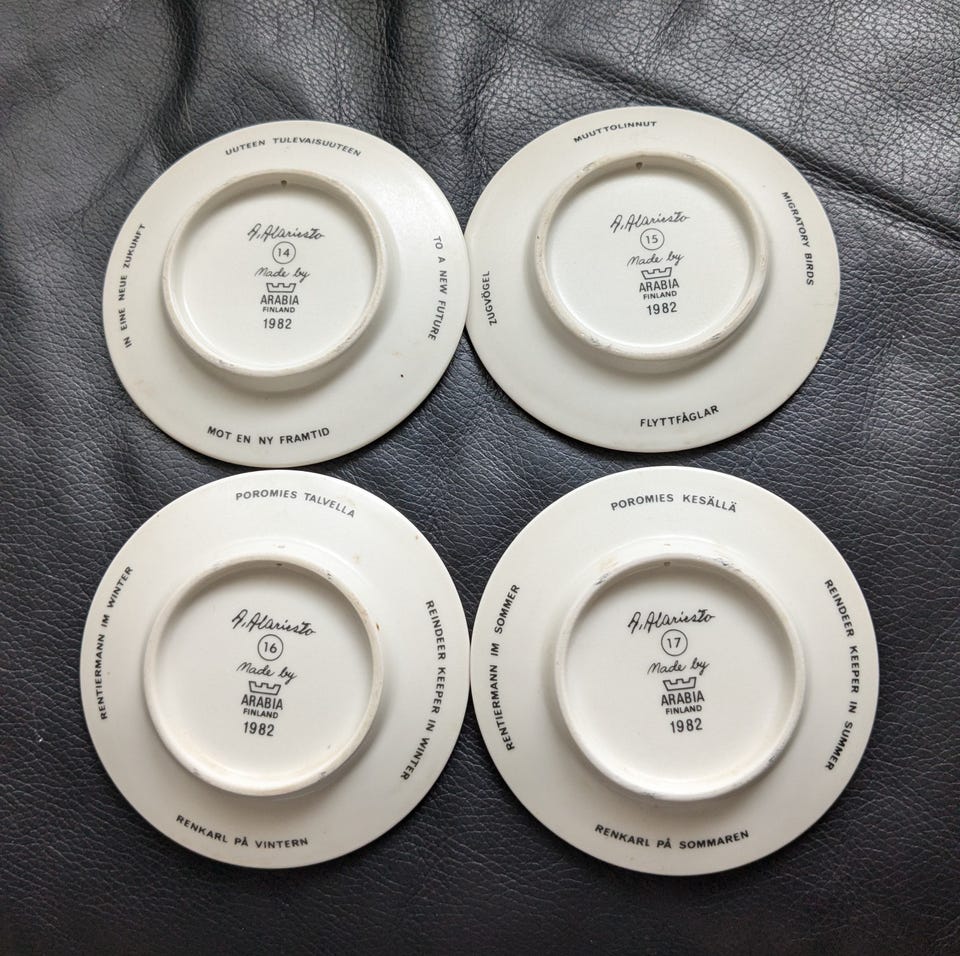 UUTEEN TULEVAISUUTEEN
IN EINE NEUE ZUKUNFT
TO A NEW FUTURE
MOT EN NY FRAMTID
A. Alariesto
14
Made by
ARABIA
FINLAND
1982
MUUTTOLINNUT
ZUGVÖGEL
MIGRATORY BIRDS
FLYTTFÅGLAR
A. Alariesto
15
Made by
ARABIA
FINLAND
1982
POROMIES TALVELLA
RENTIERMANN IM WINTER
REINDEER KEEPER IN WINTER
RENKARL PÅ VINTERN
A. Alariesto
16
Made by
ARABIA
FINLAND
1982
POROMIES KESÄLLÄ
RENTIERMANN IM SOMMER
REINDEER KEEPER IN SUMMER
RENKARL PÅ SOMMAREN
A. Alariesto
17
Made by
ARABIA
FINLAND
1982